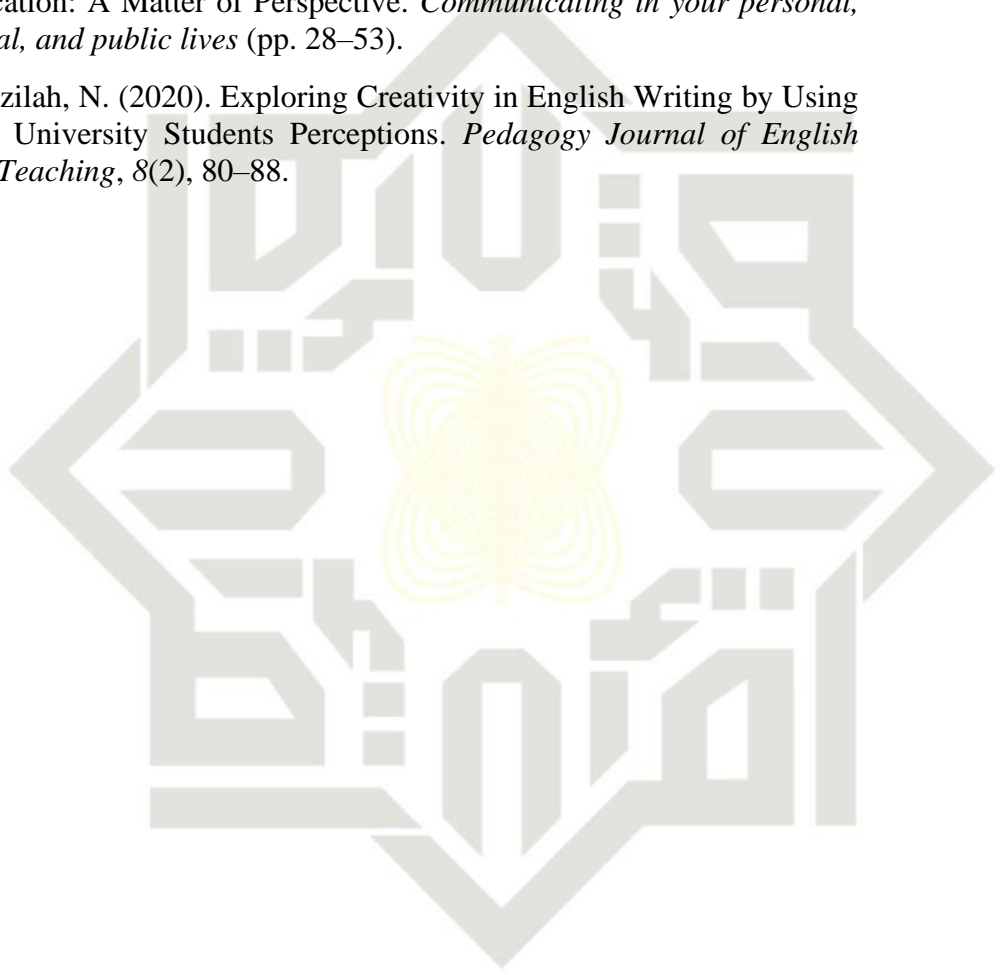 cation: A Matter of Perspective. Communicating in your personal,
al, and public lives (pp. 28–53).
zilah, N. (2020). Exploring Creativity in English Writing by Using
University Students Perceptions. Pedagogy Journal of English
Teaching, 8(2), 80–88.